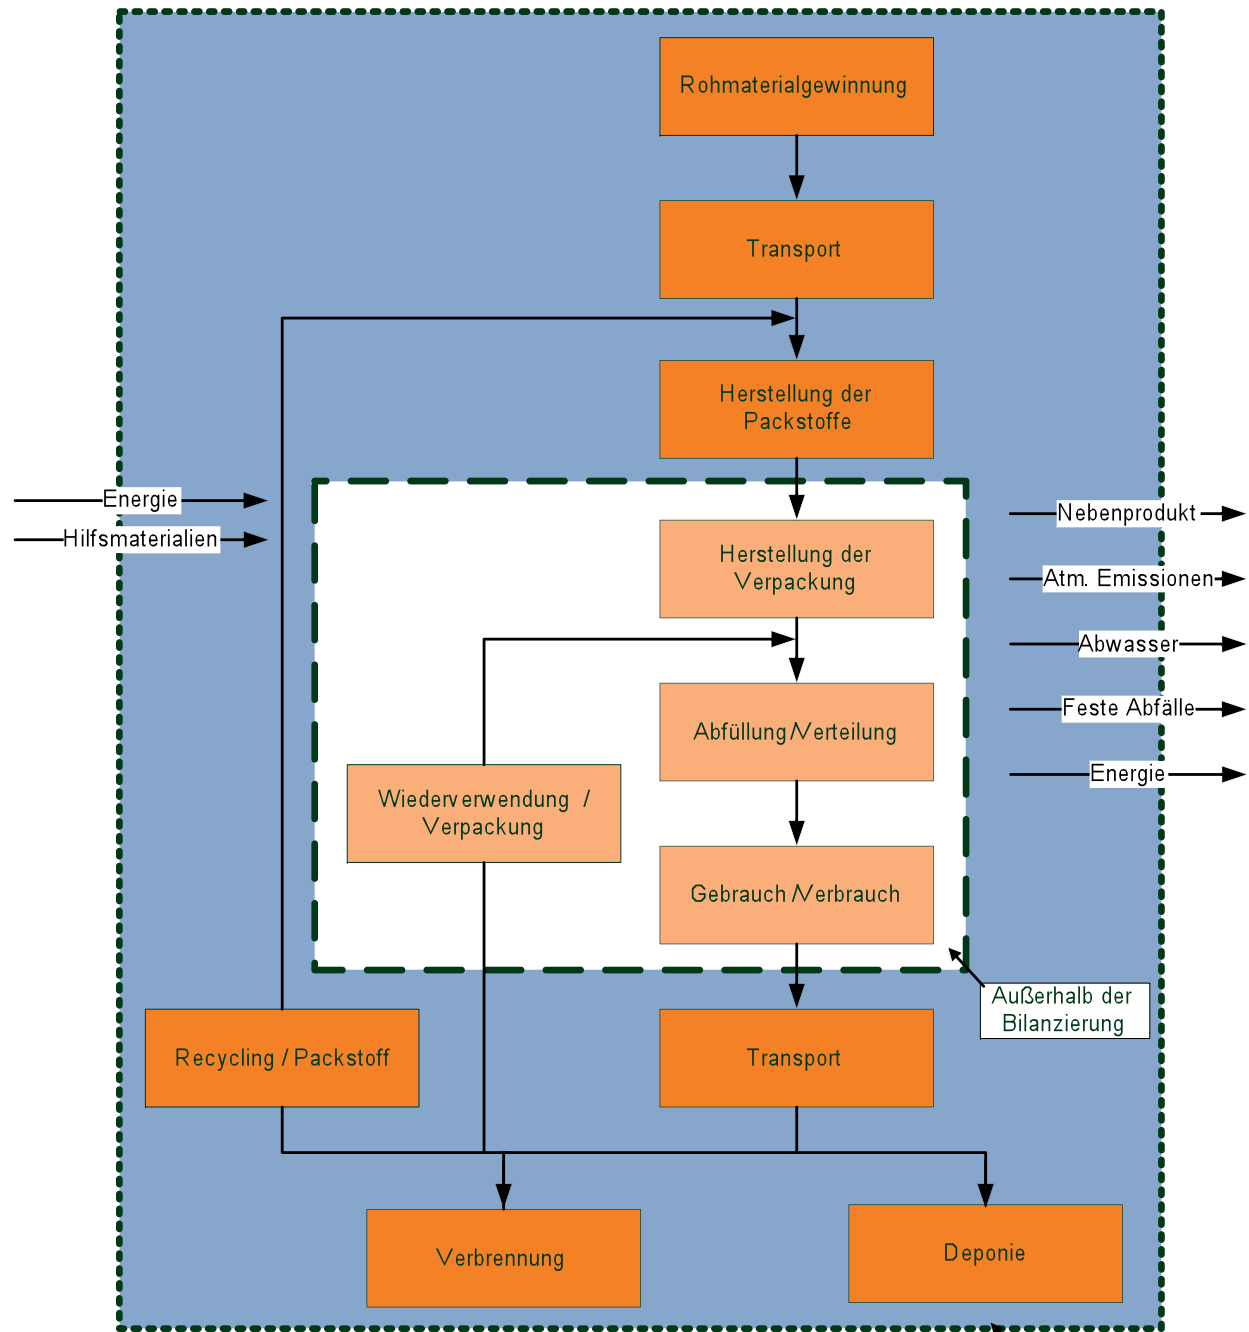 Rohmaterialgewinnung
Transport
Herstellung der
Packstoffe
Energie
Hilfsmaterialien
Herstellung der
Verpackung
Abfüllung/Verteilung
Wiederverwendung /
Verpackung
Gebrauch/Verbrauch
Nebenprodukt
Atm. Emissionen
Abwasser
Feste Abfälle
Energie
Außerhalb der
Bilanzierung
Recycling / Packstoff
Transport
Verbrennung
Deponie